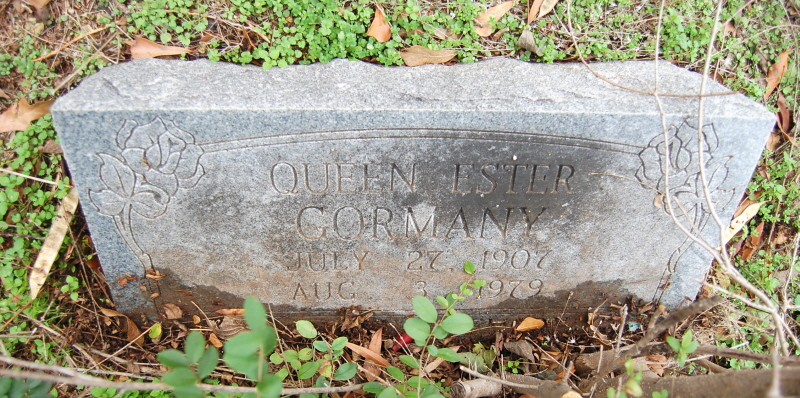 QUEEN ESTER
GORMANY
JULY 27, 1907
AUG. 3, 1979